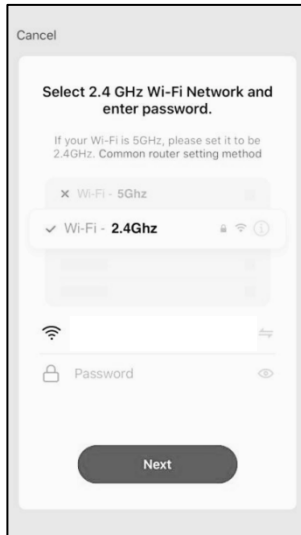 Cancel
Select 2.4 GHz Wi-Fi Network and
enter password.
If your Wi-Fi is 5GHz, please set it to be
2.4GHz. Common router setting method
Wi-Fi - 5Ghz
Wi-Fi - 2.4Ghz
Password
Next